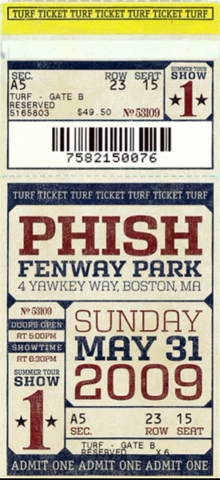 TURF TICKET TURF TICKET TURF TICKET TURF
SEC. ROW SEAT
A5 23 15
TURF - GATE B
RESERVED
5165803 $49.50 No 53109
SUMMER TOUR
SHOW
1
7582150076
TURF TICKET TURF TICKET TURF TICKET TURF
PHISH
FENWAY PARK
4 YAWKEY WAY, BOSTON, MA
No 53109
DOORS OPEN
AT 5:00PM
SHOWTIME
AT 6:30PM
SUMMER TOUR
SHOW
1
SUNDAY
MAY 31
2009
A5 23 15
SEC. ROW SEAT
TURF - GATE B
RESERVED X 6
ADMIT ONE ADMIT ONE ADMIT ONE